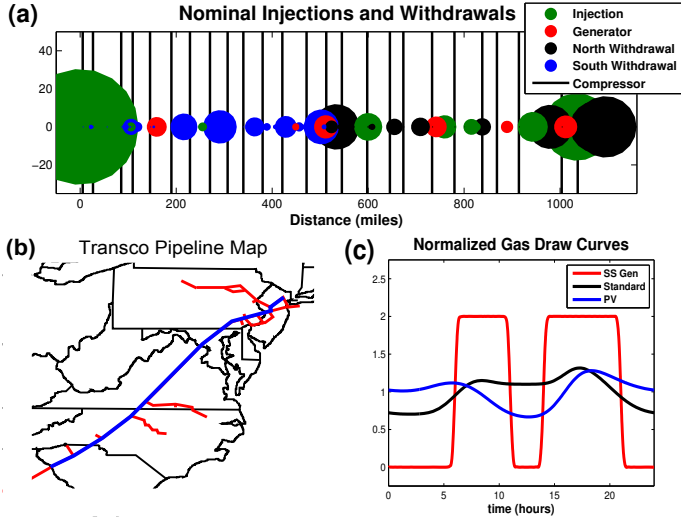 (a)
Nominal Injections and Withdrawals
Injection
Generator
North Withdrawal
South Withdrawal
Compressor
40
20
0
−20
0
200
400
600
800
1000
Distance (miles)
(b)
Transco Pipeline Map
(c)
Normalized Gas Draw Curves
SS Gen
Standard
PV
2.5
2
1.5
1
0.5
0
0
5
10
15
20
time (hours)